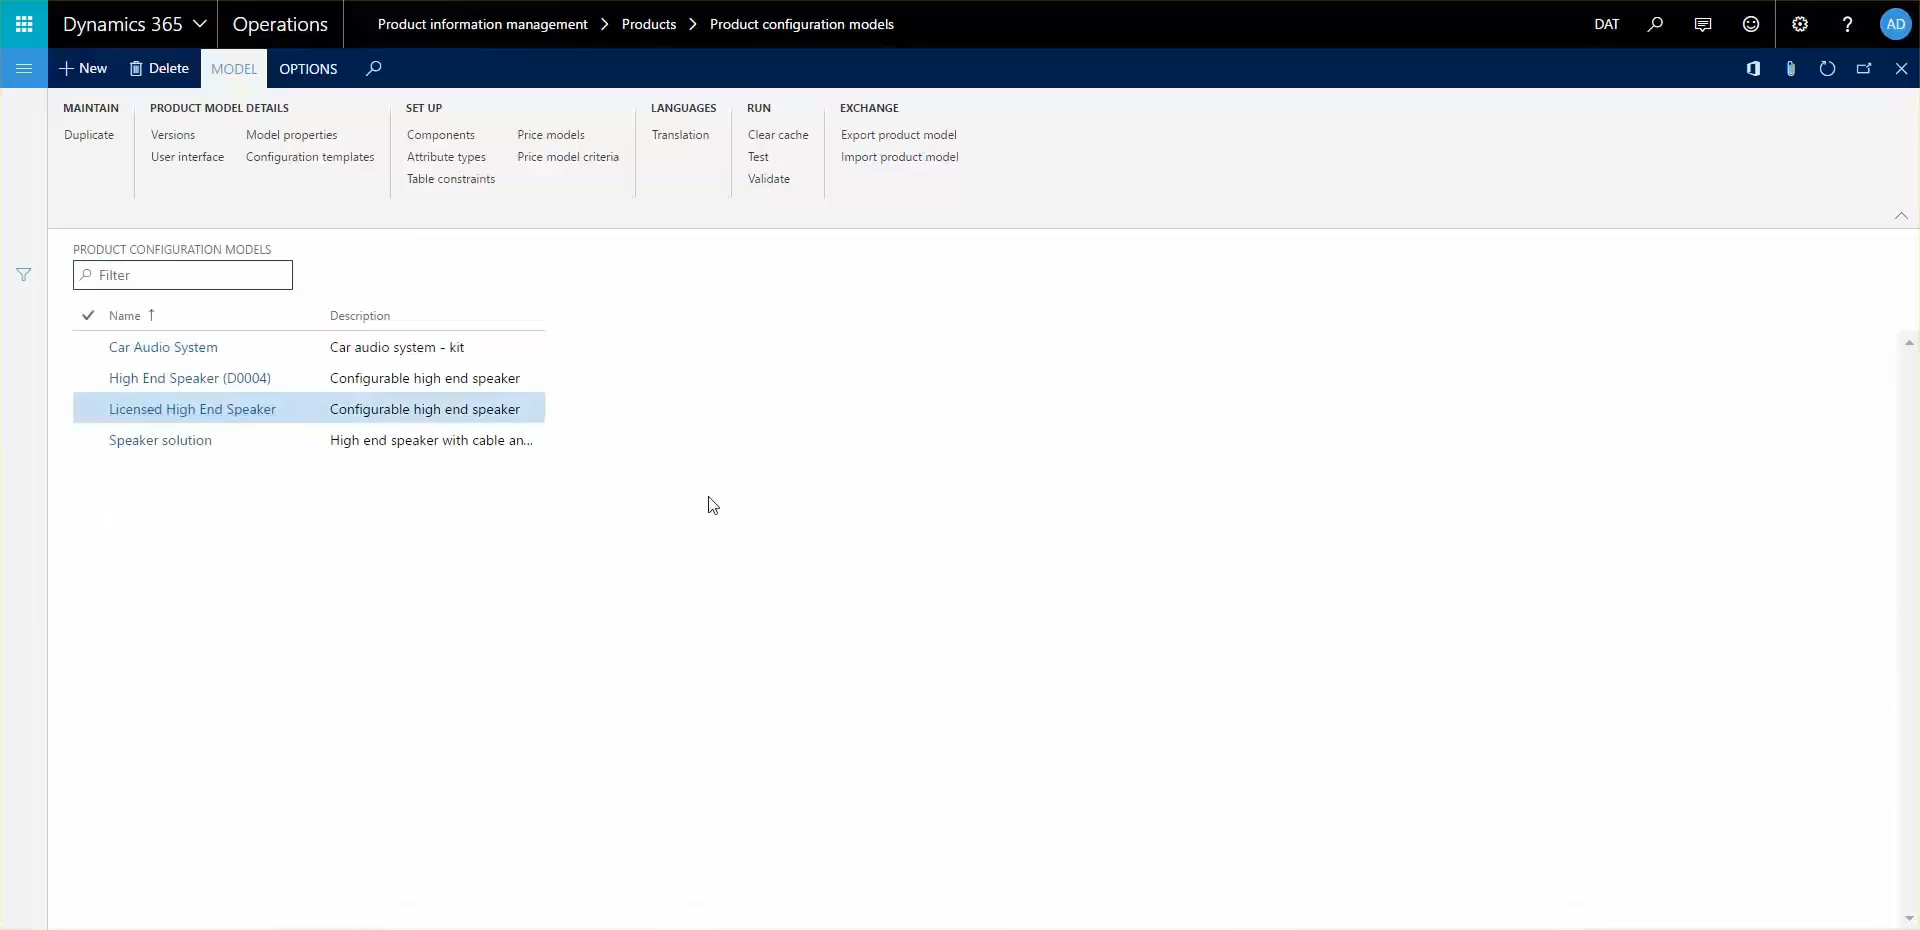 Dynamics 365 Operations Product information management Products Product configuration models DAT ? AD
New Delete MODEL OPTIONS
MAINTAIN PRODUCT MODEL DETAILS SET UP LANGUAGES RUN EXCHANGE
Duplicate Versions Model properties Components Price models Translation Clear cache Export product model
User interface Configuration templates Attribute types Price model criteria Test Import product model
Table constraints Validate
PRODUCT CONFIGURATION MODELS
Filter
Name Description
Car Audio System Car audio system - kit
High End Speaker (D0004) Configurable high end speaker
Licensed High End Speaker Configurable high end speaker
Speaker solution High end speaker with cable an...